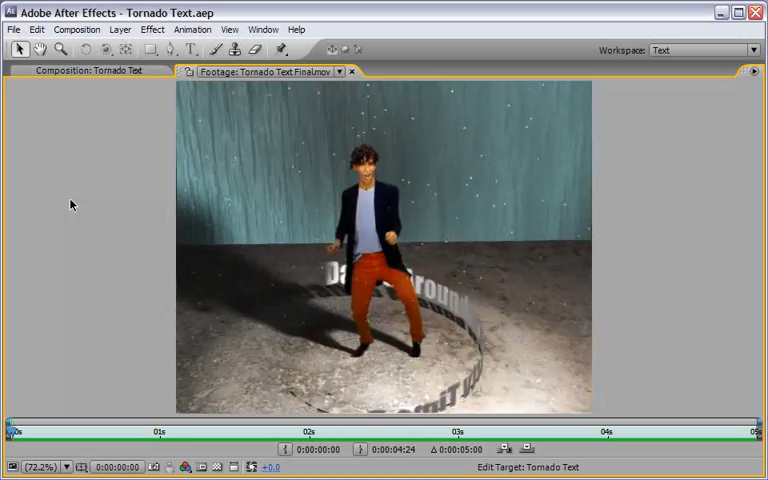 Adobe After Effects - Tornado Text.aep
File Edit Composition Layer Effect Animation View Window Help
Workspace: Text
Composition: Tornado Text Footage: Tornado Text Final.mov
01s 02s 03s 04s
0:00:00:00 0:00:04:24 Δ 0:00:05:00
(72.2%) 0:00:00:00 +0.0 Edit Target: Tornado Text